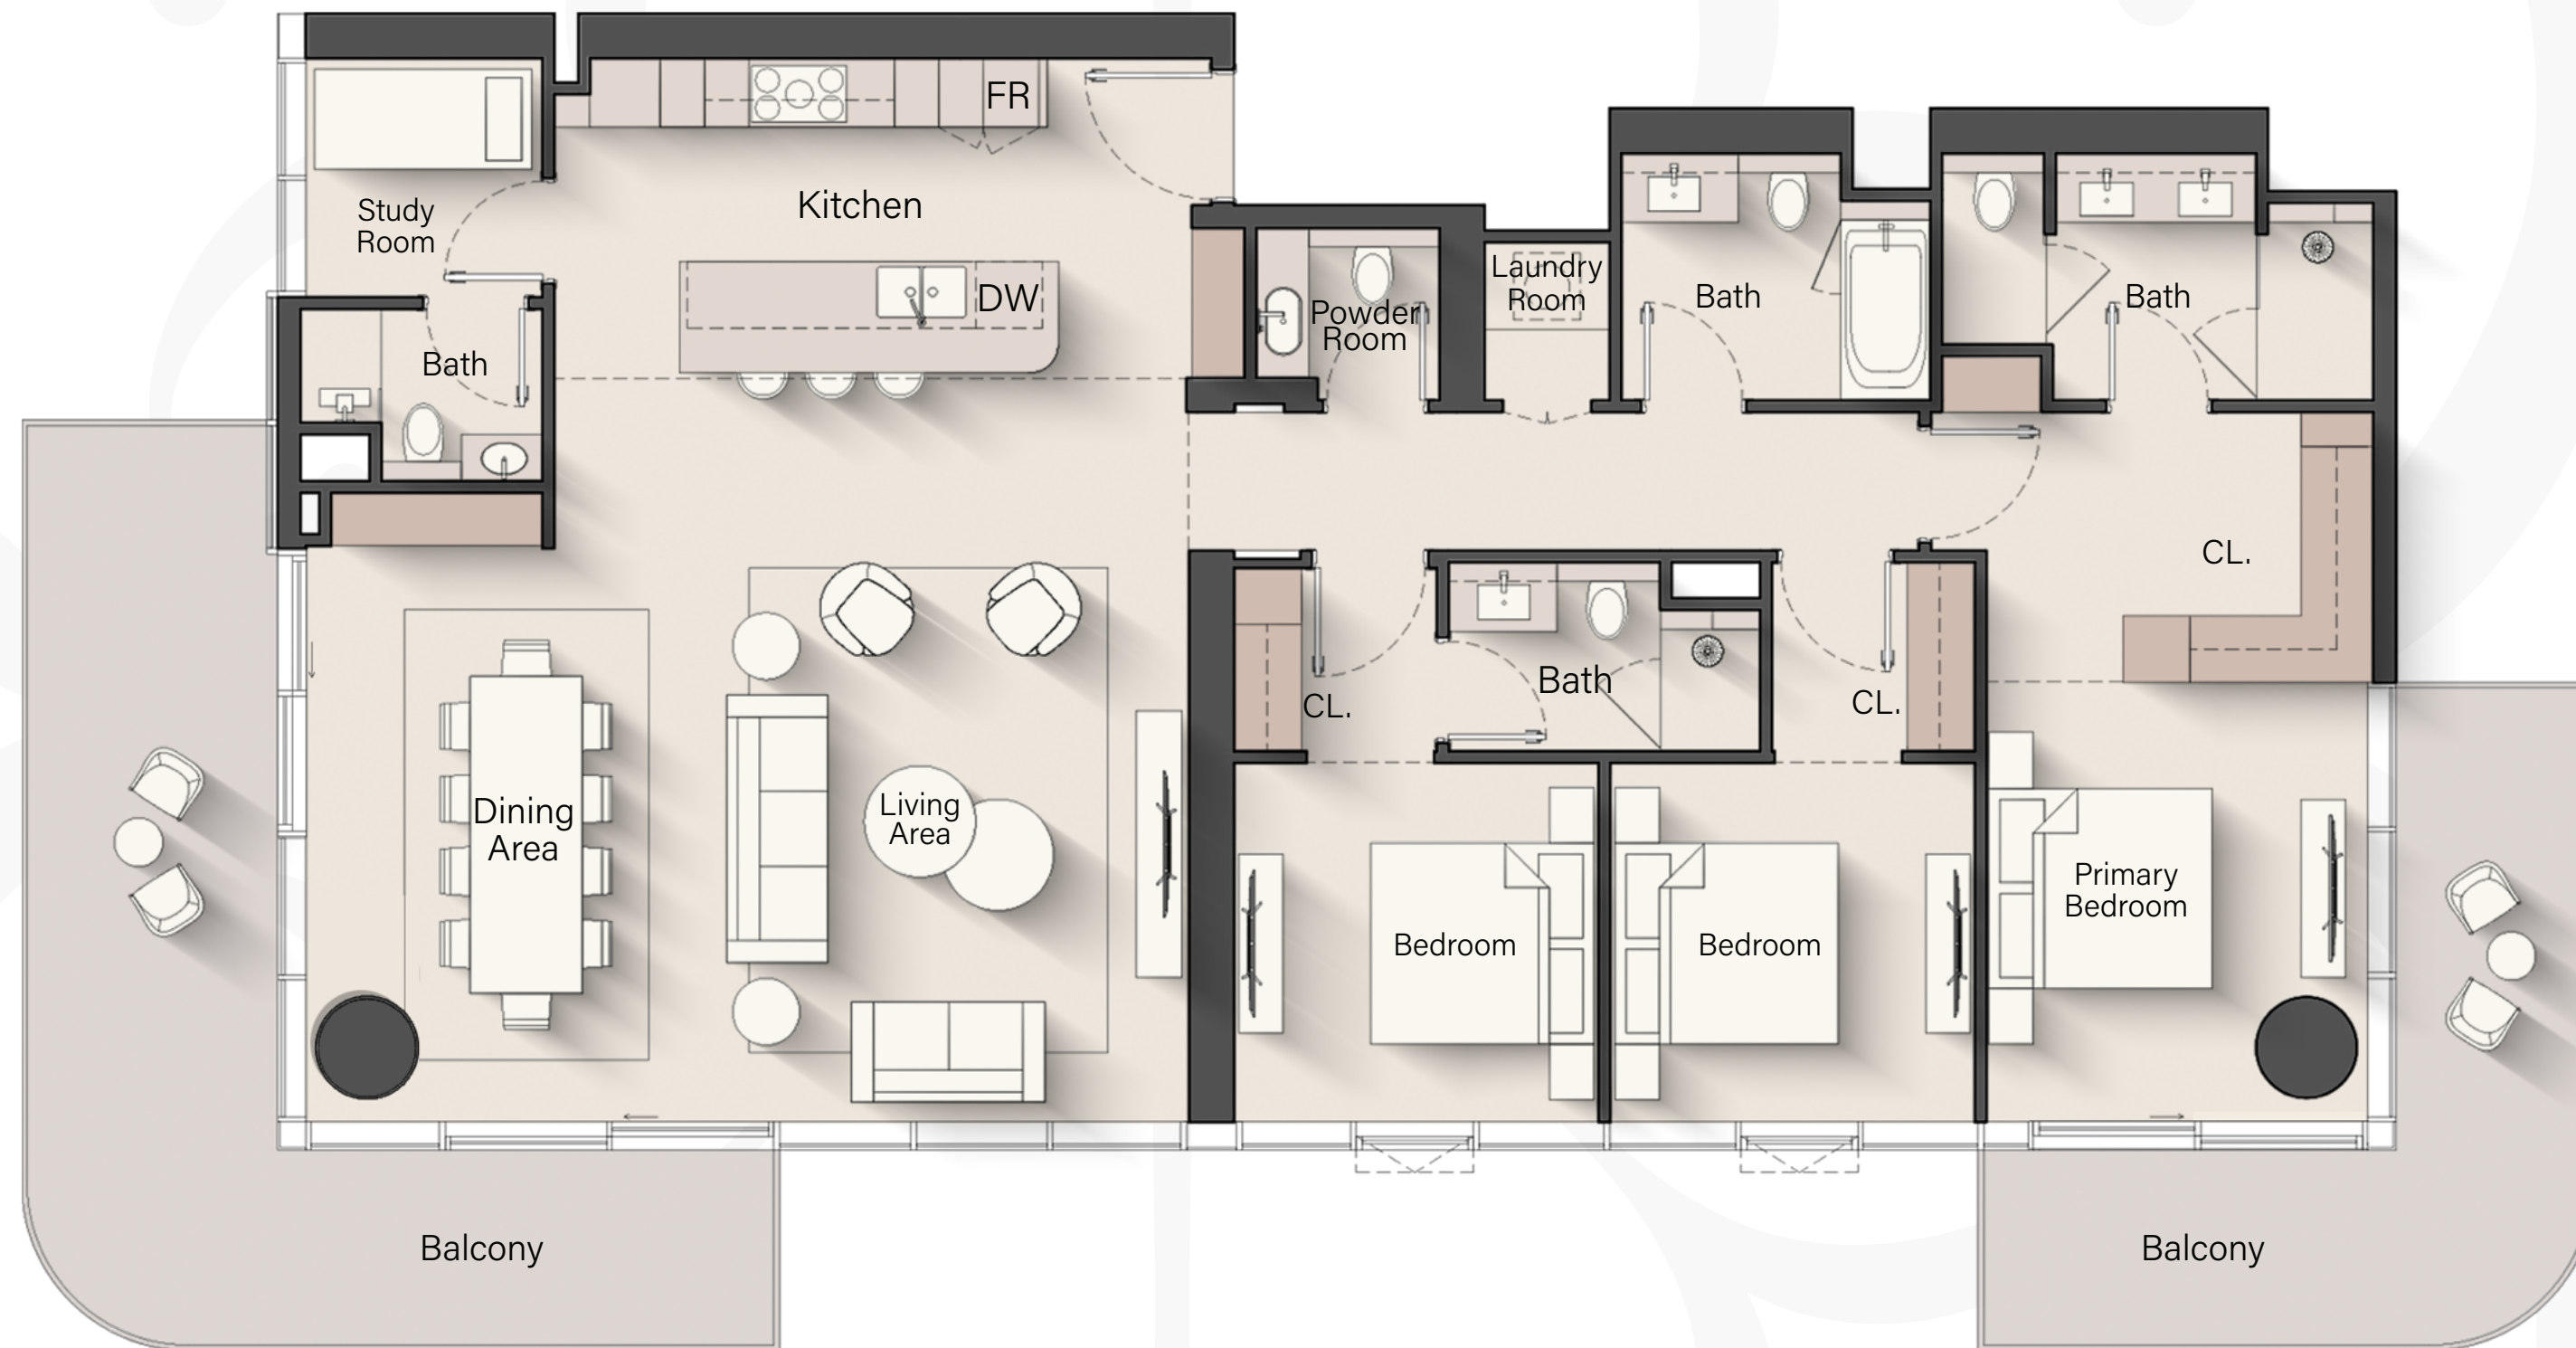 FR
Kitchen
Study
Room
DW
Bath
Powder
Room
Laundry
Room
Bath
Bath
CL.
CL.
Bath
CL.
Dining
Area
Living
Area
Bedroom
Bedroom
Primary
Bedroom
Balcony
Balcony